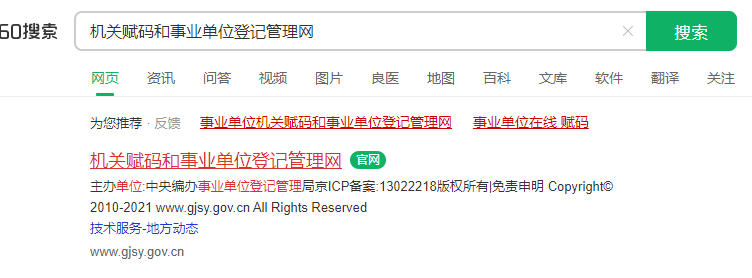 60搜索 机关赋码和事业单位登记管理网 搜索
网页 资讯 问答 视频 图片 良医 地图 百科 文库 软件 翻译 关注
为您推荐 · 反馈 事业单位机关赋码和事业单位登记管理网 事业单位在线 赋码
机关赋码和事业单位登记管理网 官网
主办单位:中央编办事业单位登记管理局京ICP备案:13022218版权所有|免责申明 Copyright©
2010-2021 www.gjsy.gov.cn All Rights Reserved
技术服务-地方动态
www.gjsy.gov.cn